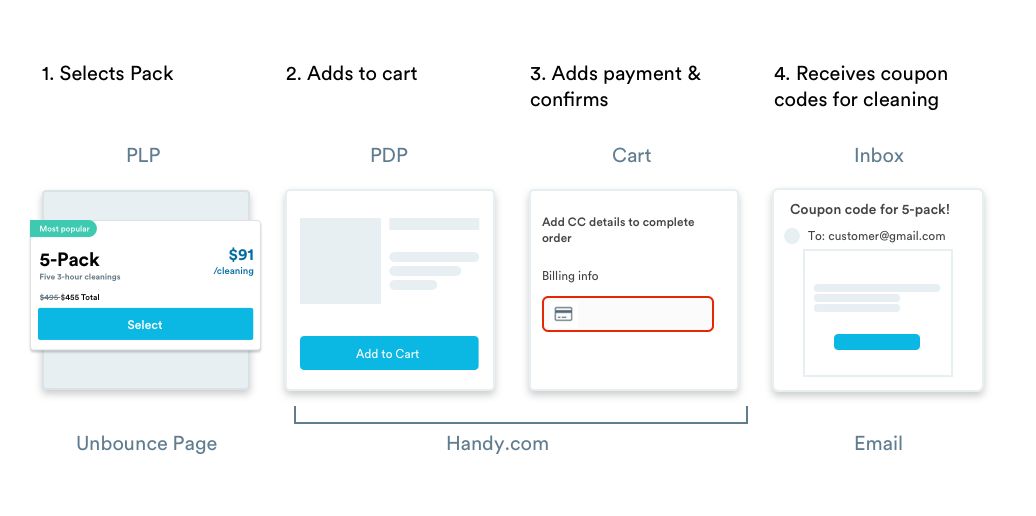 1. Selects Pack
2. Adds to cart
3. Adds payment &
confirms
4. Receives coupon
codes for cleaning
PLP
PDP
Cart
Inbox
Most popular
5-Pack
Five 3-hour cleanings
$91
/cleaning
$495 $455 Total
Select
Add to Cart
Add CC details to complete
order
Billing info
Coupon code for 5-pack!
To: customer@gmail.com
Unbounce Page
Handy.com
Email